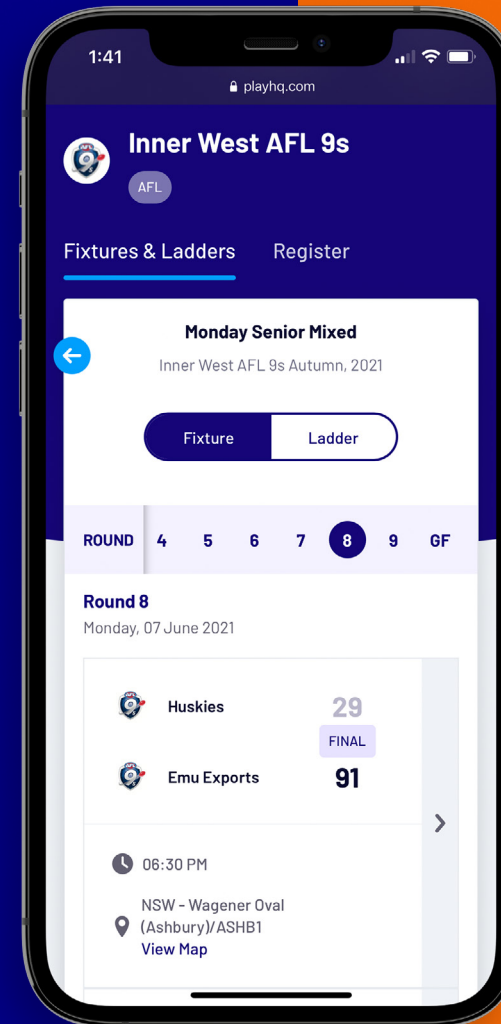 1:41
playhq.com
Inner West AFL 9s
AFL
Fixtures & Ladders
Register
Monday Senior Mixed
Inner West AFL 9s Autumn, 2021
Fixture
Ladder
ROUND 4 5 6 7 8 9 GF
Round 8
Monday, 07 June 2021
Huskies 29
FINAL
Emu Exports 91
06:30 PM
NSW - Wagener Oval
(Ashbury)/ASHB1
View Map